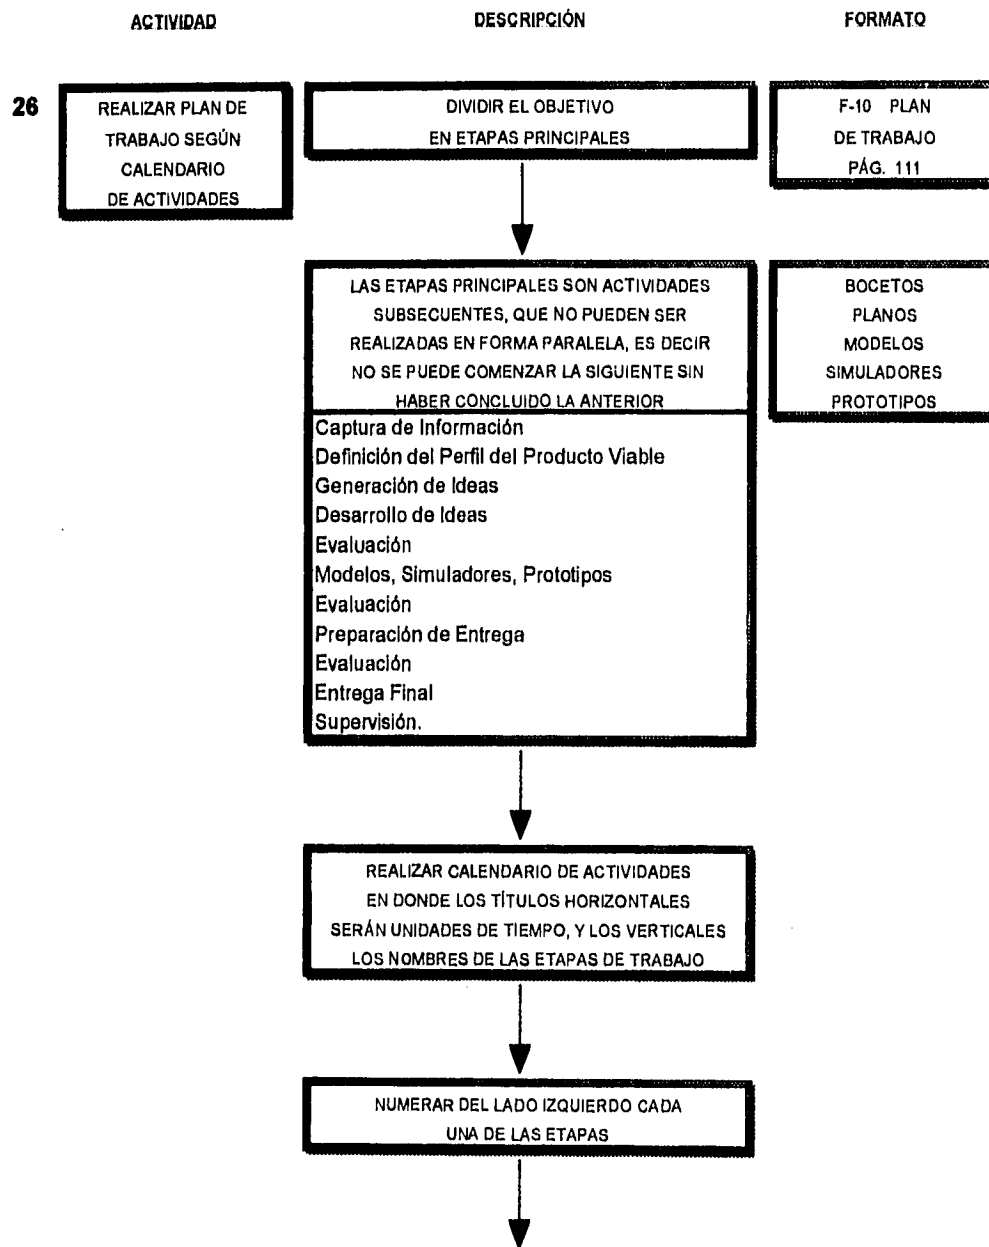 ACTIVIDAD
DESCRIPCIÓN
FORMATO
26
REALIZAR PLAN DE
TRABAJO SEGÚN
CALENDARIO
DE ACTIVIDADES
DIVIDIR EL OBJETIVO
EN ETAPAS PRINCIPALES
F-10 PLAN
DE TRABAJO
PÁG. 111
LAS ETAPAS PRINCIPALES SON ACTIVIDADES
SUBSECUENTES, QUE NO PUEDEN SER
REALIZADAS EN FORMA PARALELA, ES DECIR
NO SE PUEDE COMENZAR LA SIGUIENTE SIN
HABER CONCLUIDO LA ANTERIOR
BOCETOS
PLANOS
MODELOS
SIMULADORES
PROTOTIPOS
Captura de Información
Definición del Perfil del Producto Viable
Generación de Ideas
Desarrollo de Ideas
Evaluación
Modelos, Simuladores, Prototipos
Evaluación
Preparación de Entrega
Evaluación
Entrega Final
Supervisión.
REALIZAR CALENDARIO DE ACTIVIDADES
EN DONDE LOS TÍTULOS HORIZONTALES
SERÁN UNIDADES DE TIEMPO, Y LOS VERTICALES
LOS NOMBRES DE LAS ETAPAS DE TRABAJO
NUMERAR DEL LADO IZQUIERDO CADA
UNA DE LAS ETAPAS